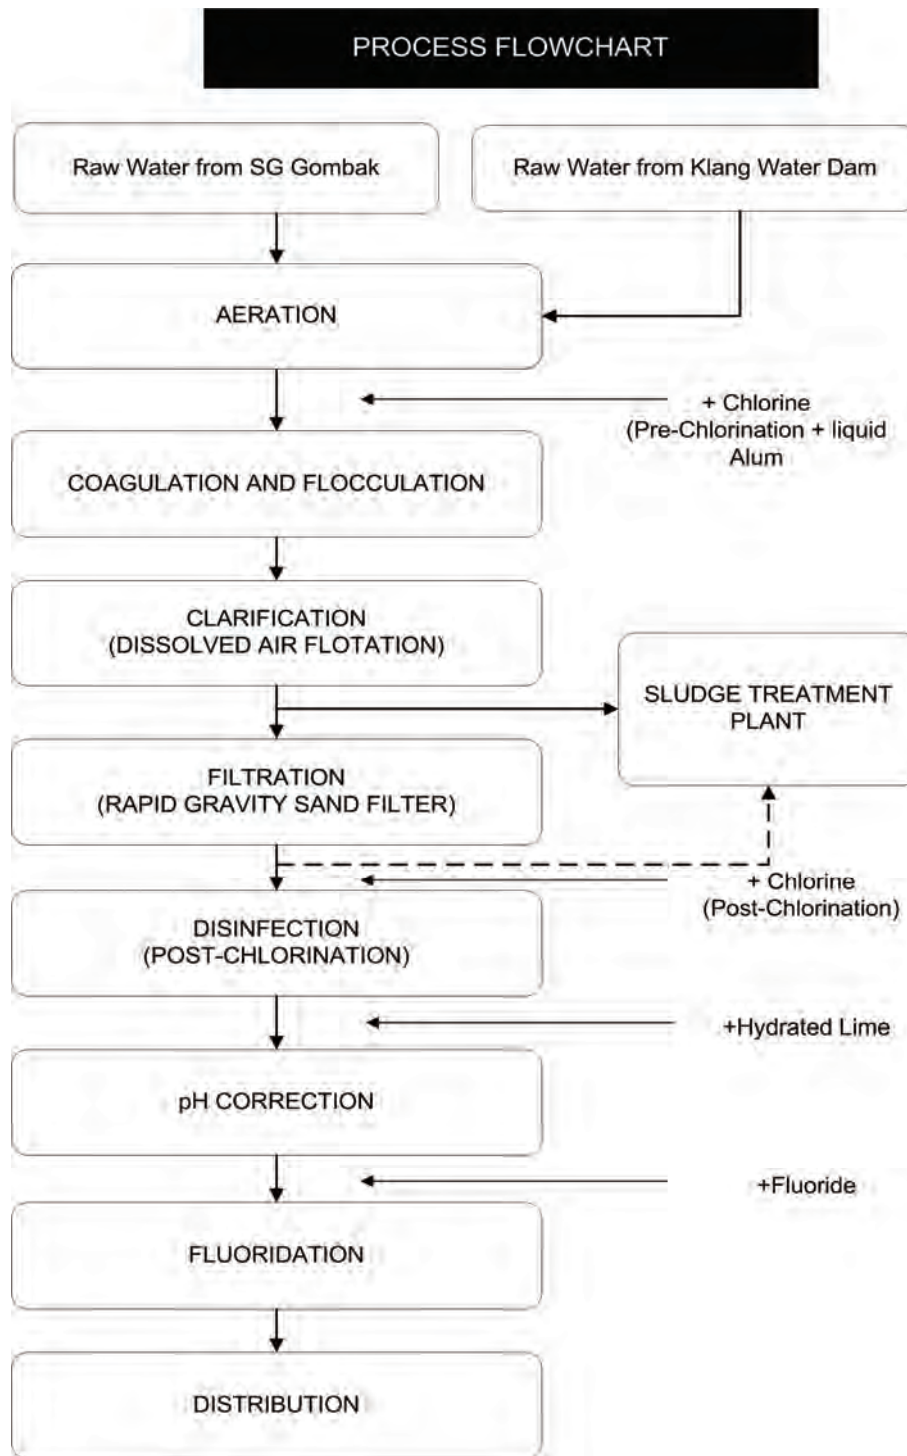 PROCESS FLOWCHART
Raw Water from SG Gombak
Raw Water from Klang Water Dam
AERATION
+ Chlorine
(Pre-Chlorination + liquid
Alum
COAGULATION AND FLOCCULATION
CLARIFICATION
(DISSOLVED AIR FLOTATION)
SLUDGE TREATMENT
PLANT
FILTRATION
(RAPID GRAVITY SAND FILTER)
+ Chlorine
(Post-Chlorination)
DISINFECTION
(POST-CHLORINATION)
+Hydrated Lime
pH CORRECTION
+Fluoride
FLUORIDATION
DISTRIBUTION